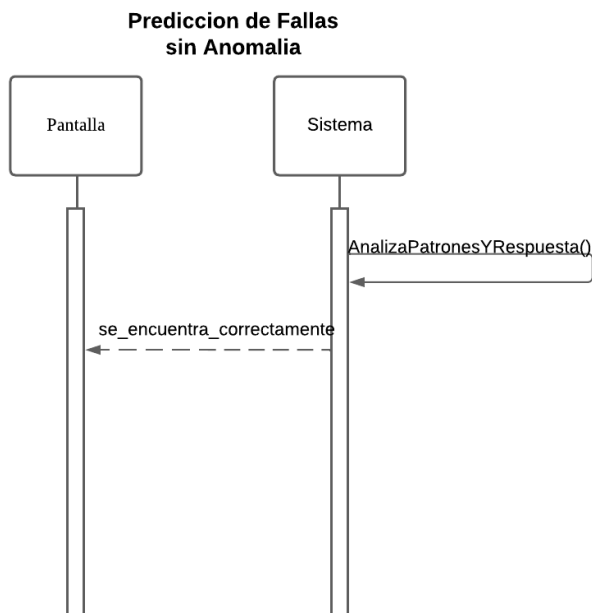 Prediccion de Fallas
sin Anomalia
Pantalla
Sistema
AnalizaPatronesYRespuesta()
se_encuentra_correctamente